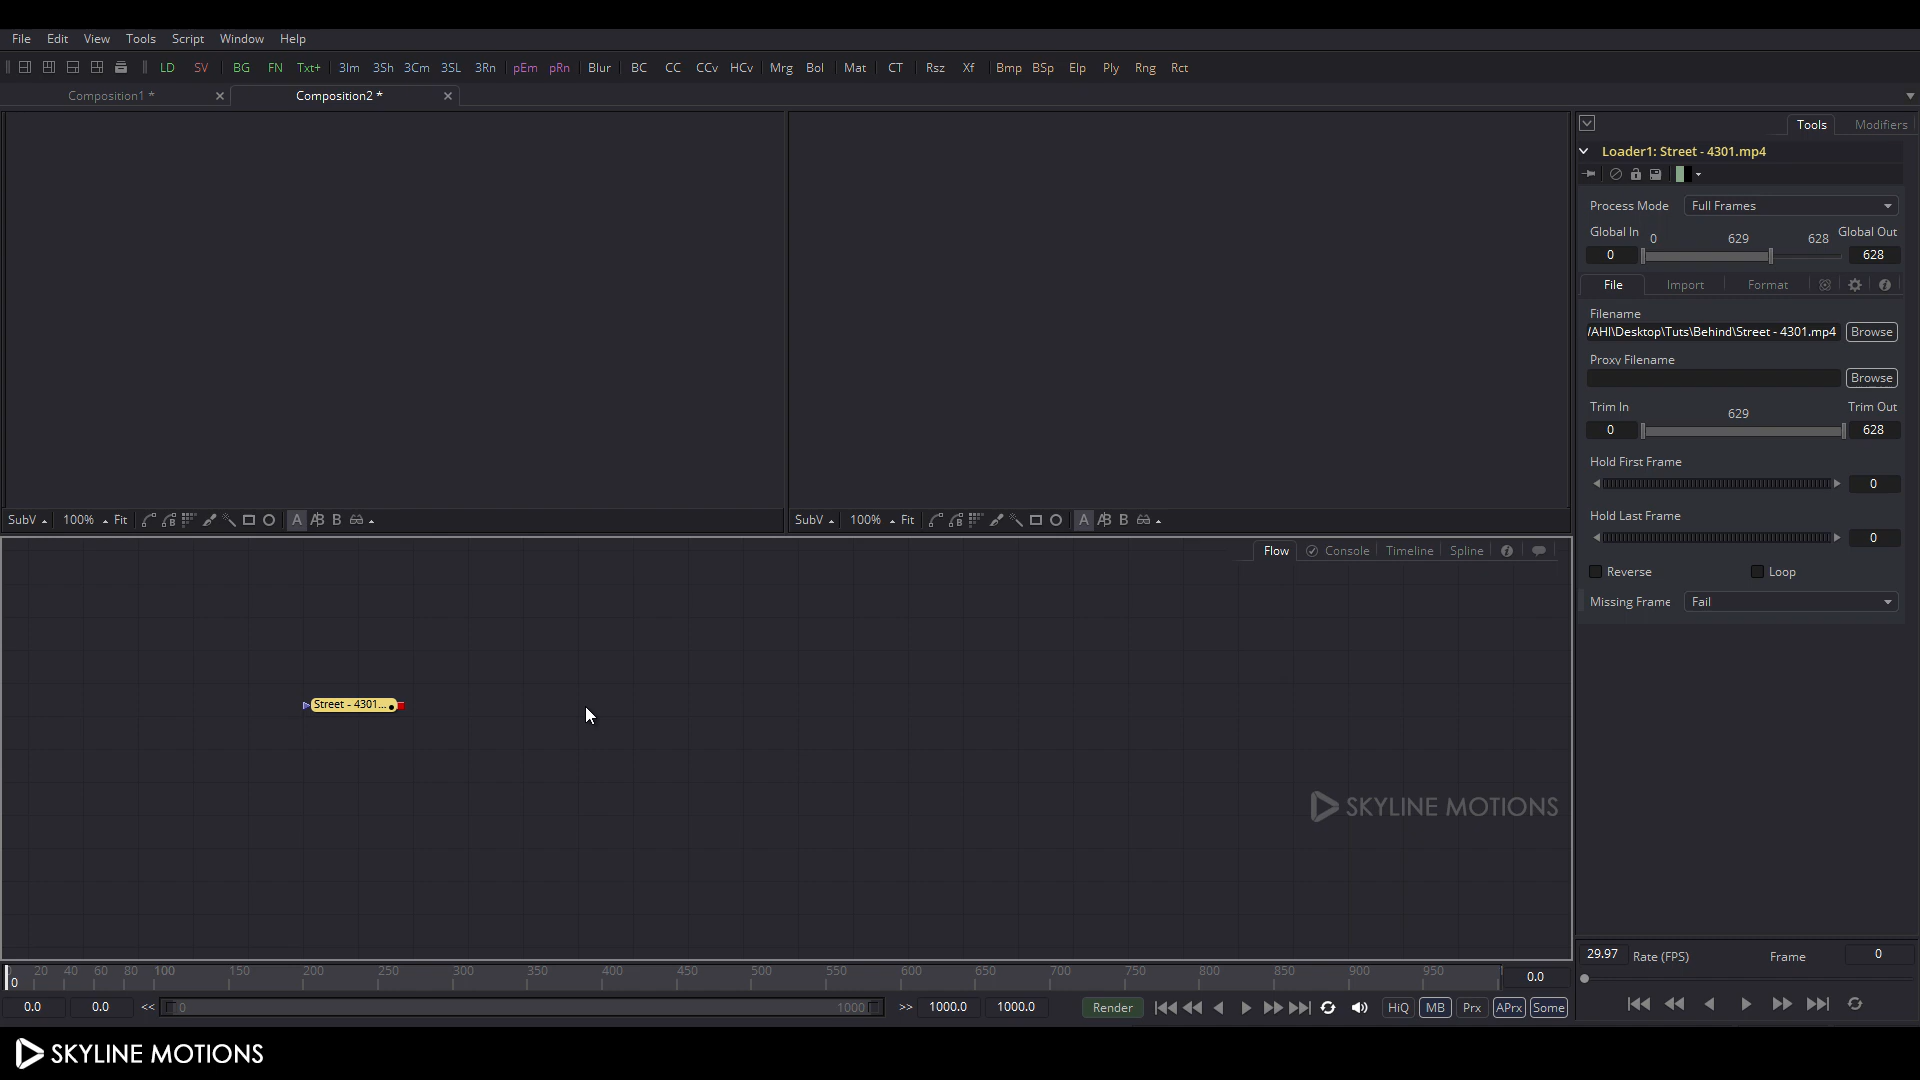 File Edit View Tools Script Window Help
LD SV BG FN Txt+ 3Im 3Sh 3Cm 3SL 3Rn pEm pRn Blur BC CC CCv HCv Mrg Bol Mat CT Rsz Xf Bmp BSp Elp Ply Rng Rct
Composition1 * Composition2 *
Tools Modifiers
Loader1: Street - 4301.mp4
Process Mode Full Frames
Global In 0 629 628 Global Out
0 628
File Import Format
Filename
/AHI\Desktop\Tuts\Behind\Street - 4301.mp4 Browse
Proxy Filename
Browse
Trim In 629 Trim Out
0 628
Hold First Frame
0
Hold Last Frame
0
Reverse Loop
Missing Frame Fail
SubV 100% Fit A AB B SubV 100% Fit A AB B
Flow Console Timeline Spline
Street - 4301...
SKYLINE MOTIONS
29.97 Rate (FPS) Frame 0
0 20 40 60 80 100 150 200 250 300 350 400 450 500 550 600 650 700 750 800 850 900 950 0.0
0.0 0.0 << 0 1000 >> 1000.0 1000.0 Render HiQ MB Prx APrx Some
SKYLINE MOTIONS